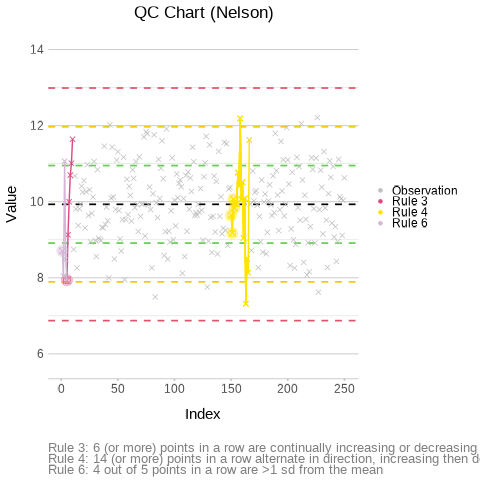 QC Chart (Nelson)
14
12
10
8
6
Value
0
50
100
150
200
250
Index
Observation
Rule 3
Rule 4
Rule 6
Rule 3: 6 (or more) points in a row are continually increasing or decreasing
Rule 4: 14 (or more) points in a row alternate in direction, increasing then
Rule 6: 4 out of 5 points in a row are >1 sd from the mean